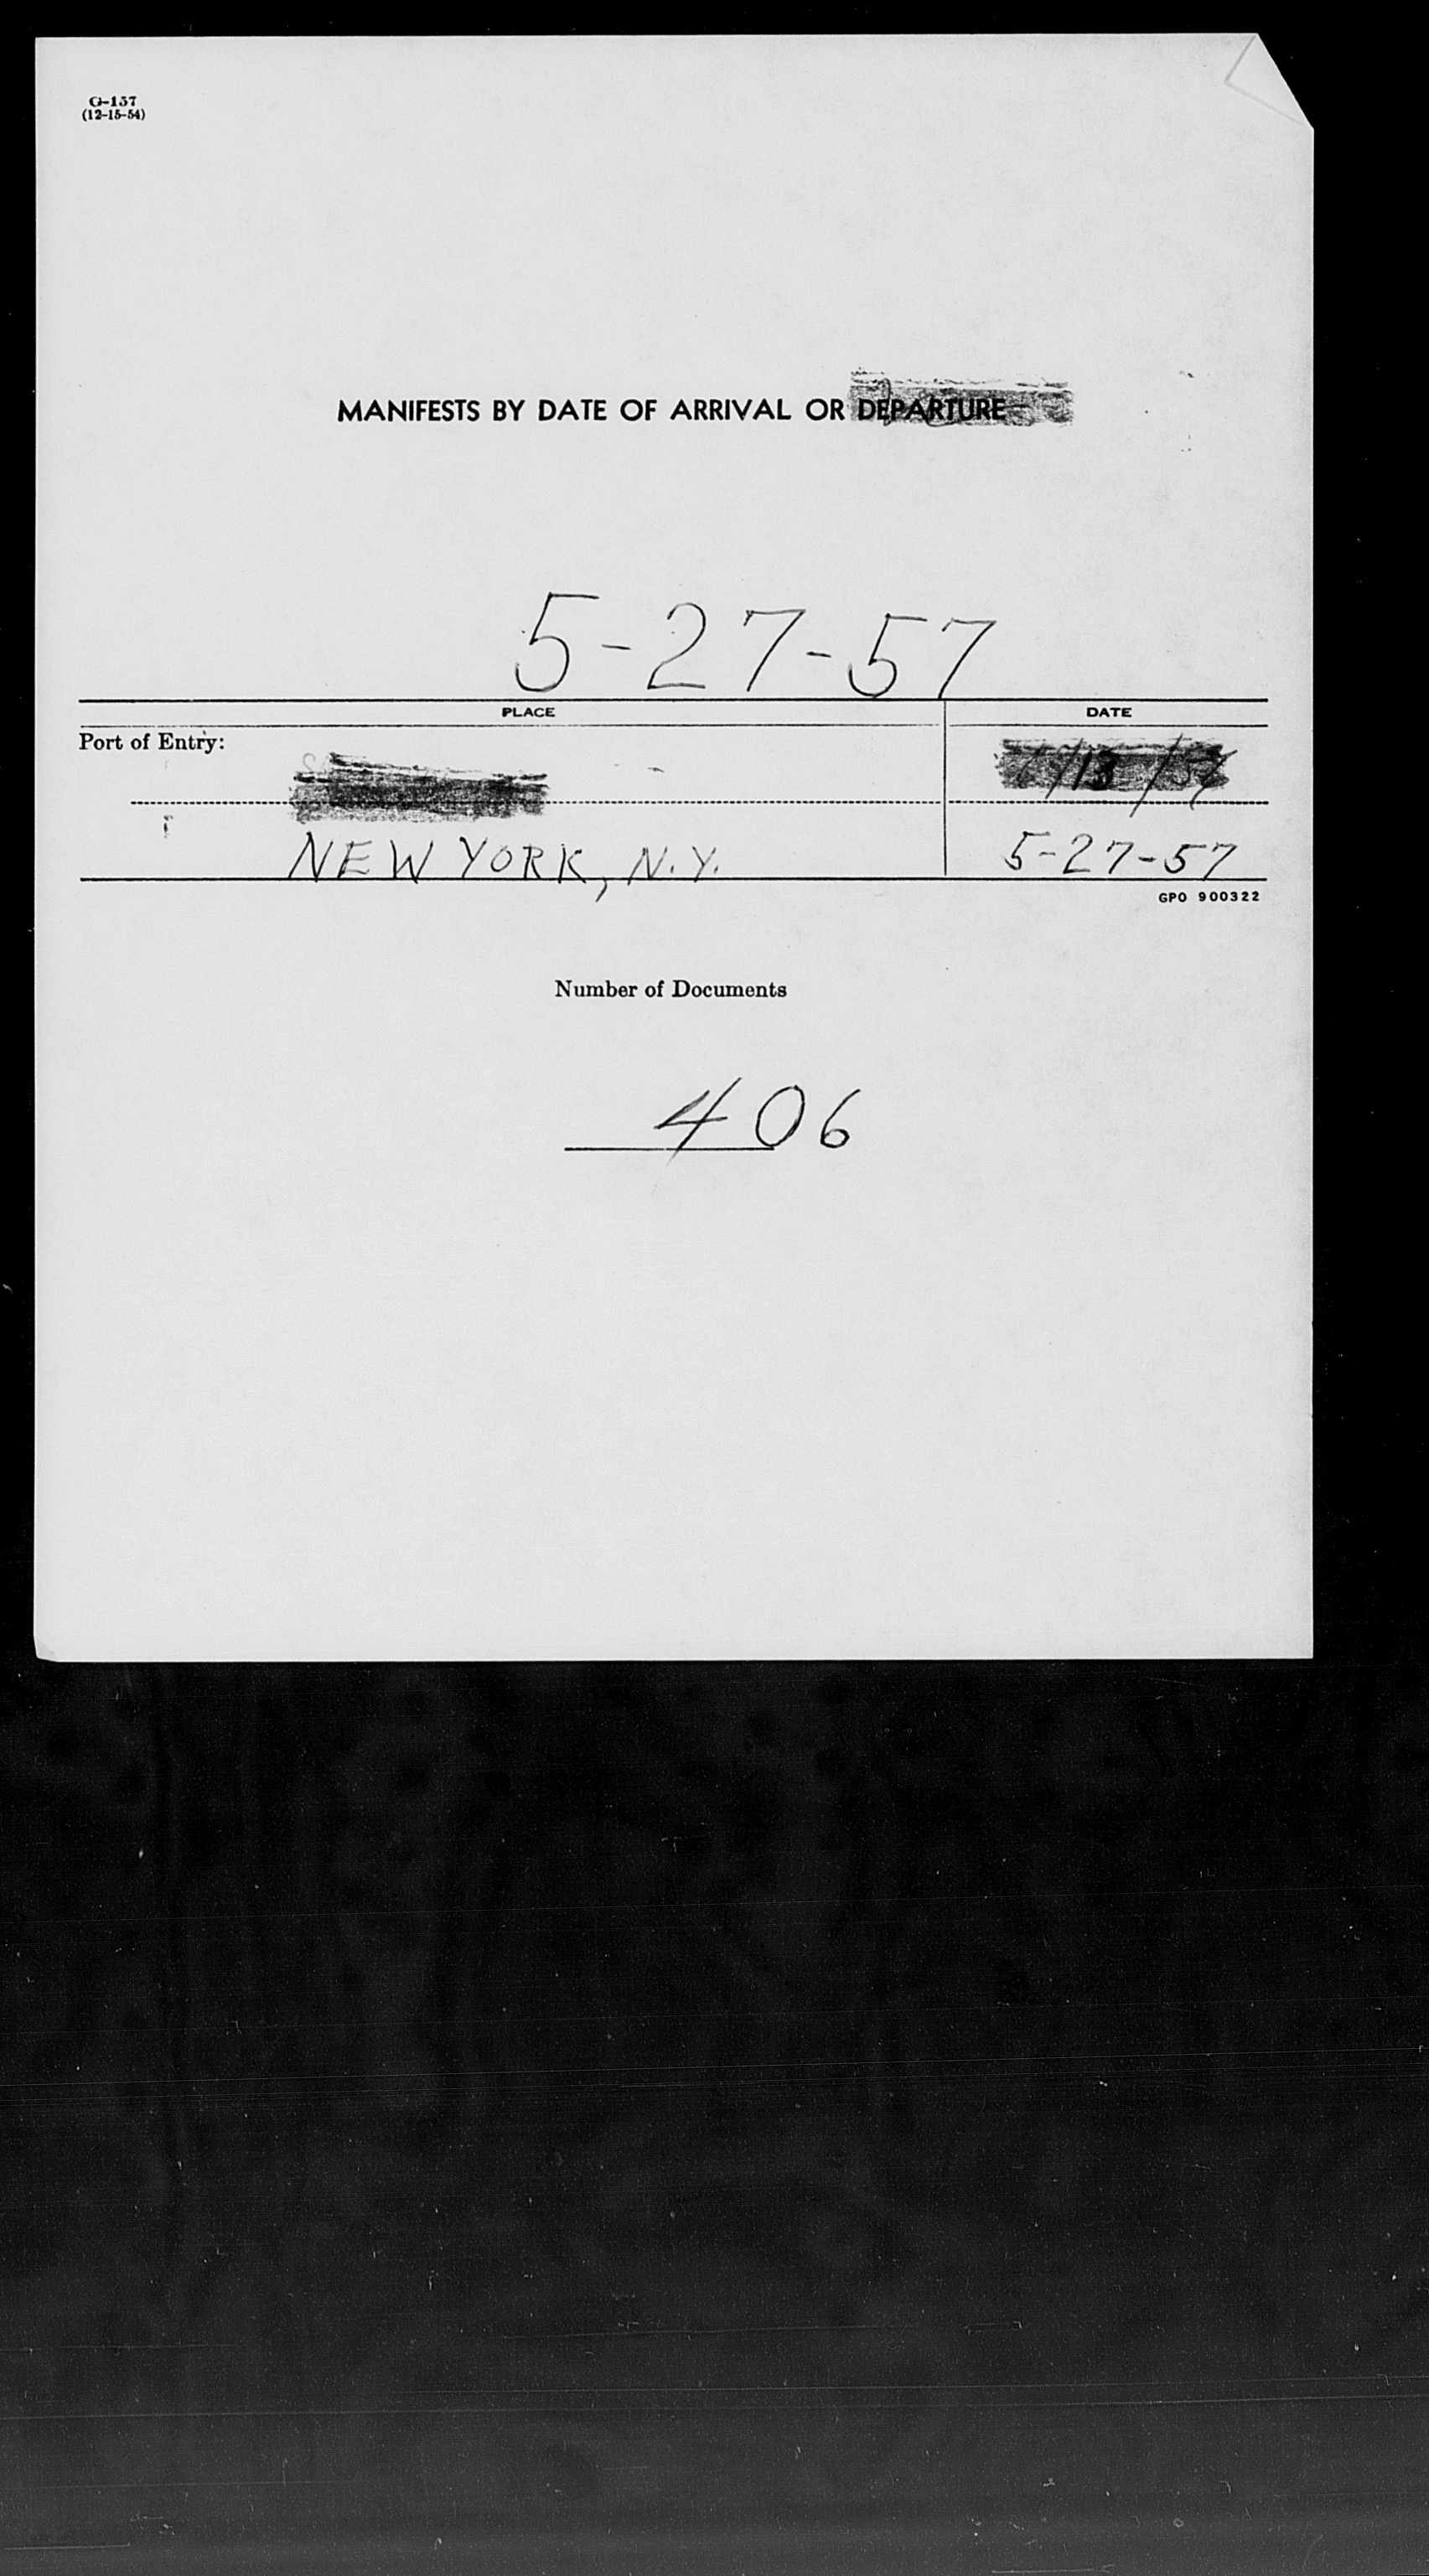 G-157
(12-15-54)
MANIFESTS BY DATE OF ARRIVAL OR DEPARTURE
5-27-57
PLACE DATE
Port of Entry:
NEW YORK, N.Y. 5-27-57
GPO 900322
Number of Documents
406